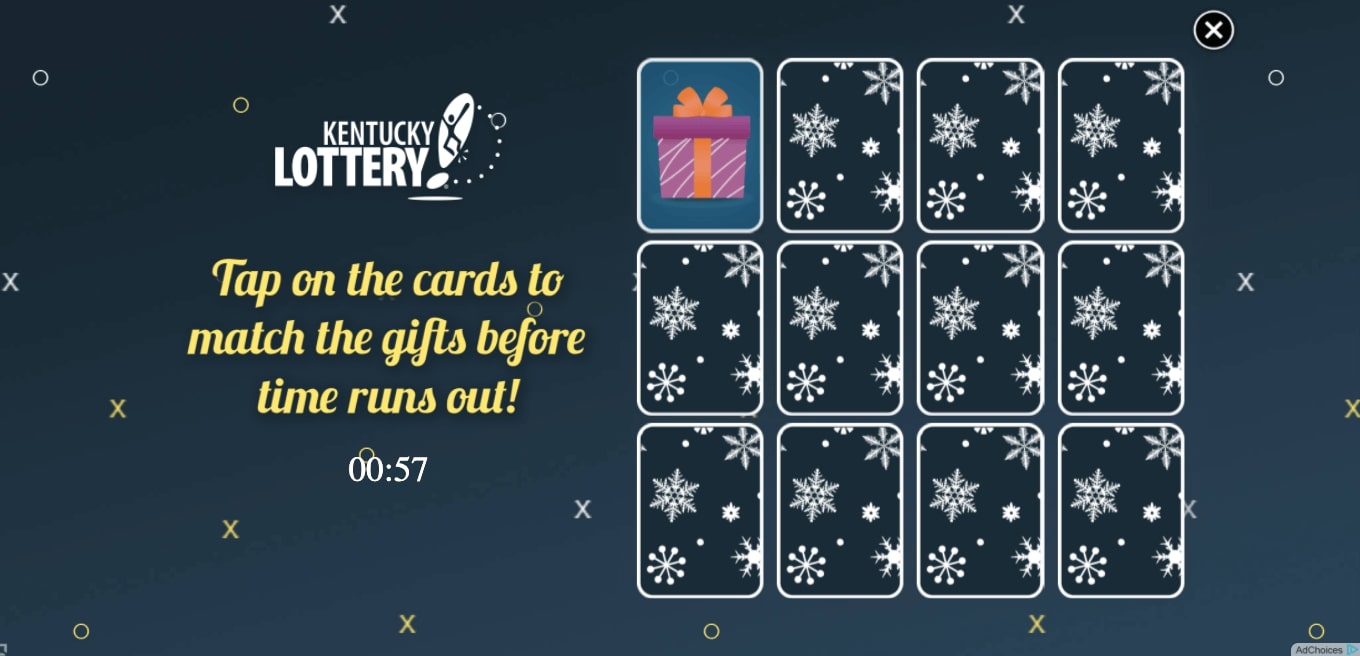 KENTUCKY
LOTTERY
Tap on the cards to
match the gifts before
time runs out!
00:57
AdChoices